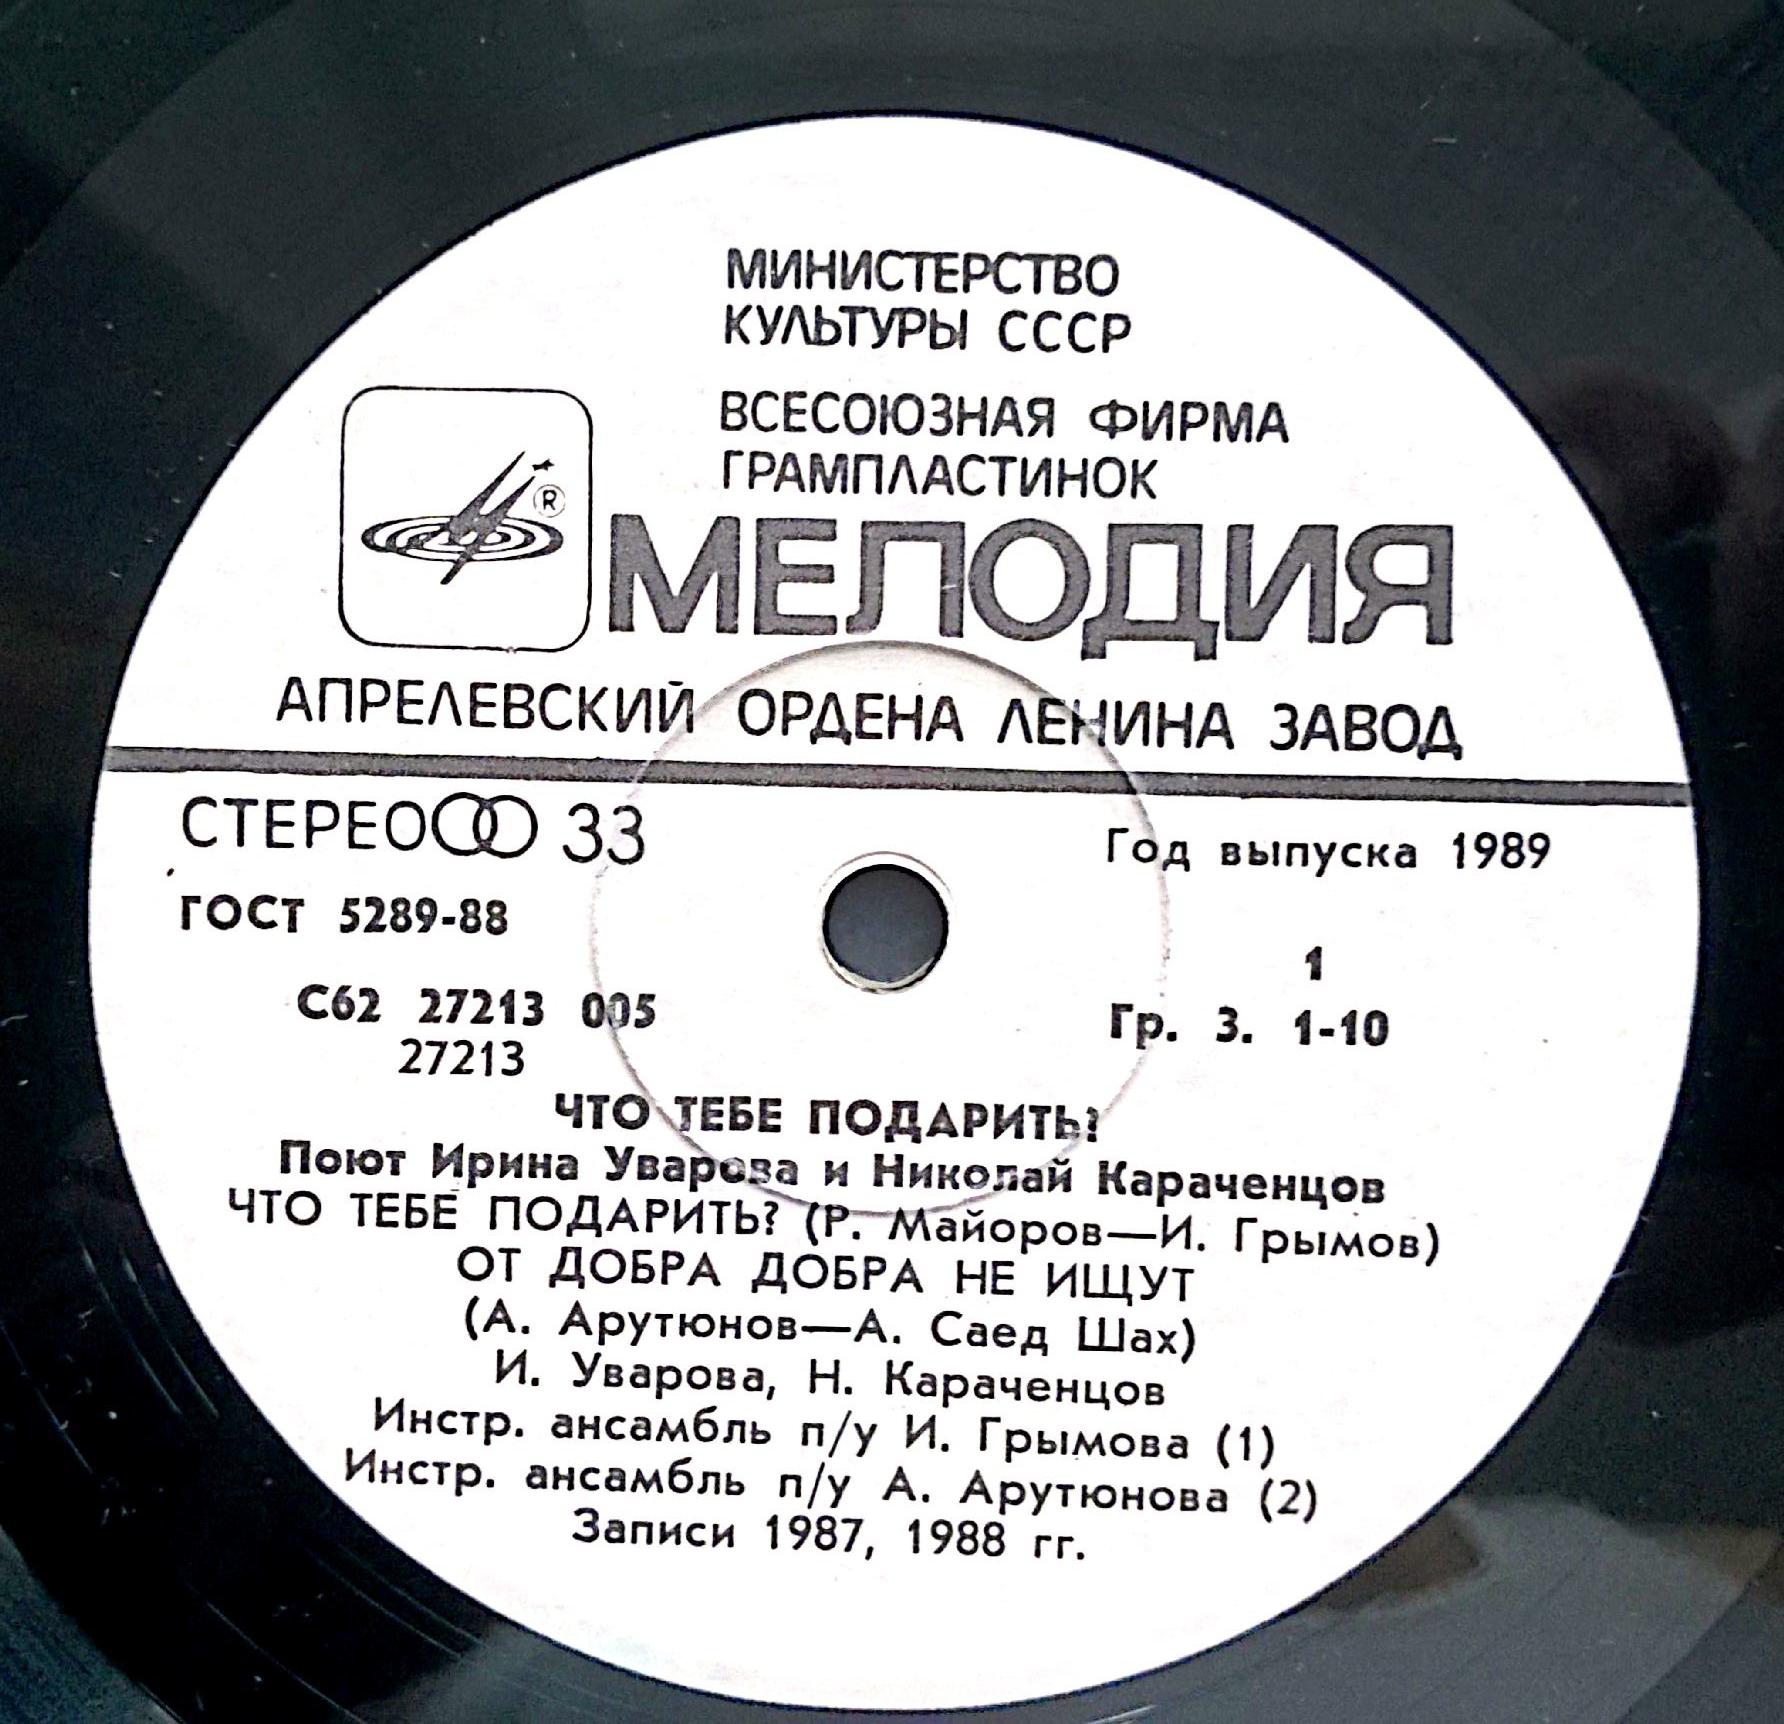 МИНИСТЕРСТВО
КУЛЬТУРЫ СССР
ВСЕСОЮЗНАЯ ФИРМА
ГРАМПЛАСТИНОК
®
МЕЛОДИЯ
АПРЕЛЕВСКИЙ ОРДЕНА ЛЕНИНА ЗАВОД
СТЕРЕО 33
Год выпуска 1989
ГОСТ 5289-88
1
С62 27213 005
Гр. 3. 1-10
27213
ЧТО ТЕБЕ ПОДАРИТЬ?
Поют Ирина Уварова и Николай Караченцов
ЧТО ТЕБЕ ПОДАРИТЬ? (Р. Майоров—И. Грымов)
ОТ ДОБРА ДОБРА НЕ ИЩУТ
(А. Арутюнов—А. Саед Шах)
И. Уварова, Н. Караченцов
Инстр. ансамбль п/у И. Грымова (1)
Инстр. ансамбль п/у А. Арутюнова (2)
Записи 1987, 1988 гг.